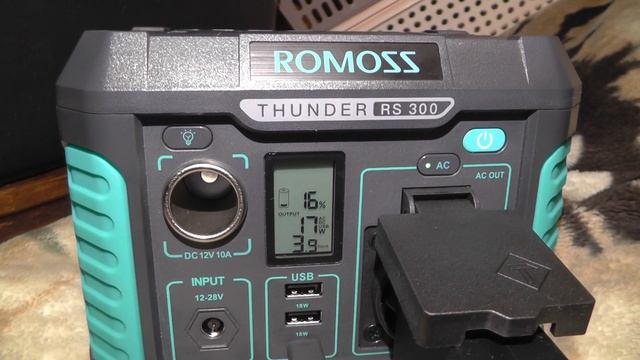 ROMOSS
THUNDER RS 300
AC
AC OUT
16%
OUTPUT
17 W
3.9
DC 12V 10A
INPUT
12-28V
USB
18W
18W